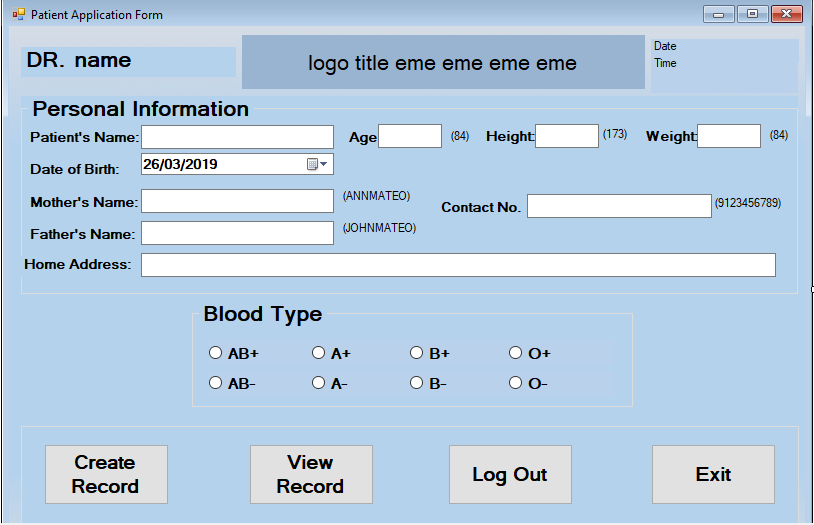 Patient Application Form
DR. name
logo title eme eme eme eme
Date
Time
Personal Information
Patient's Name:
Age
(84)
Height:
(173)
Weight:
(84)
Date of Birth:
26/03/2019
Mother's Name:
(ANNMATEO)
Contact No.
(9123456789)
Father's Name:
(JOHNMATEO)
Home Address:
Blood Type
AB+
A+
B+
O+
AB-
A-
B-
O-
Create
Record
View
Record
Log Out
Exit